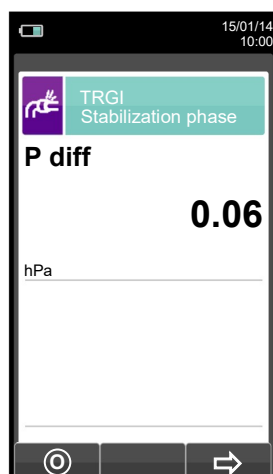 15/01/14
10:00
TRGI
Stabilization phase
P diff
0.06
hPa